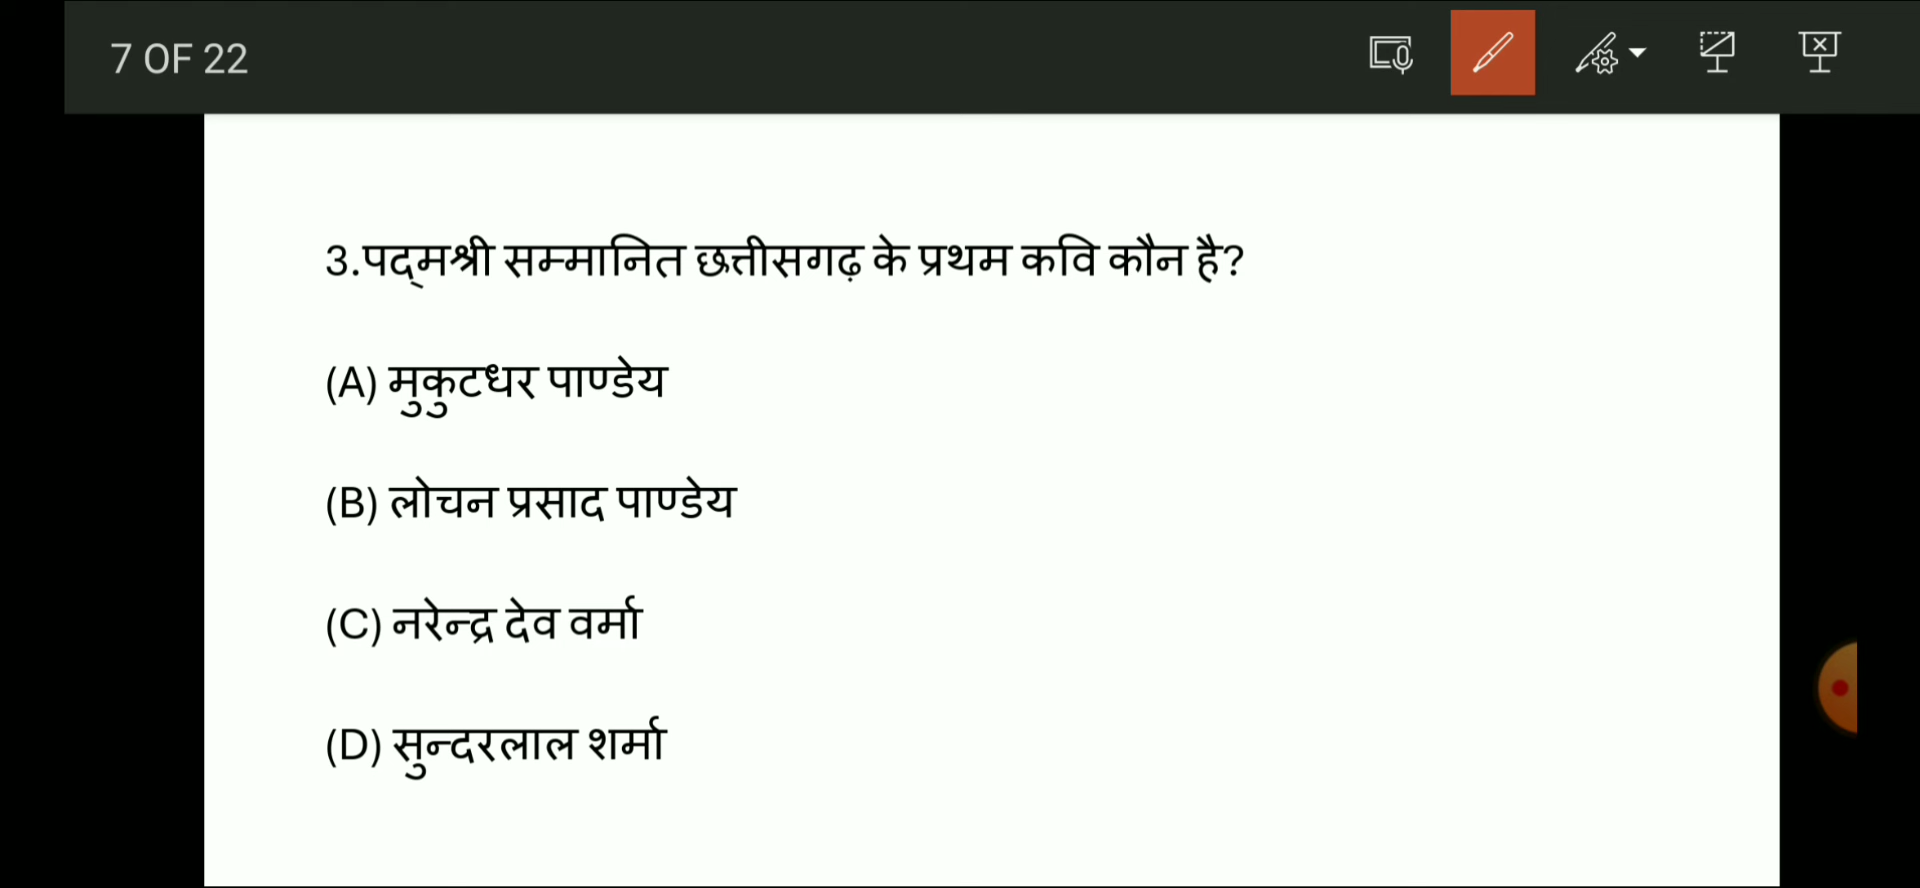 7 OF 22
3.पद्मश्री सम्मानित छत्तीसगढ़ के प्रथम कवि कौन है?
(A) मुकुटधर पाण्डेय
(B) लोचन प्रसाद पाण्डेय
(C) नरेन्द्र देव वर्मा
(D) सुन्दरलाल शर्मा